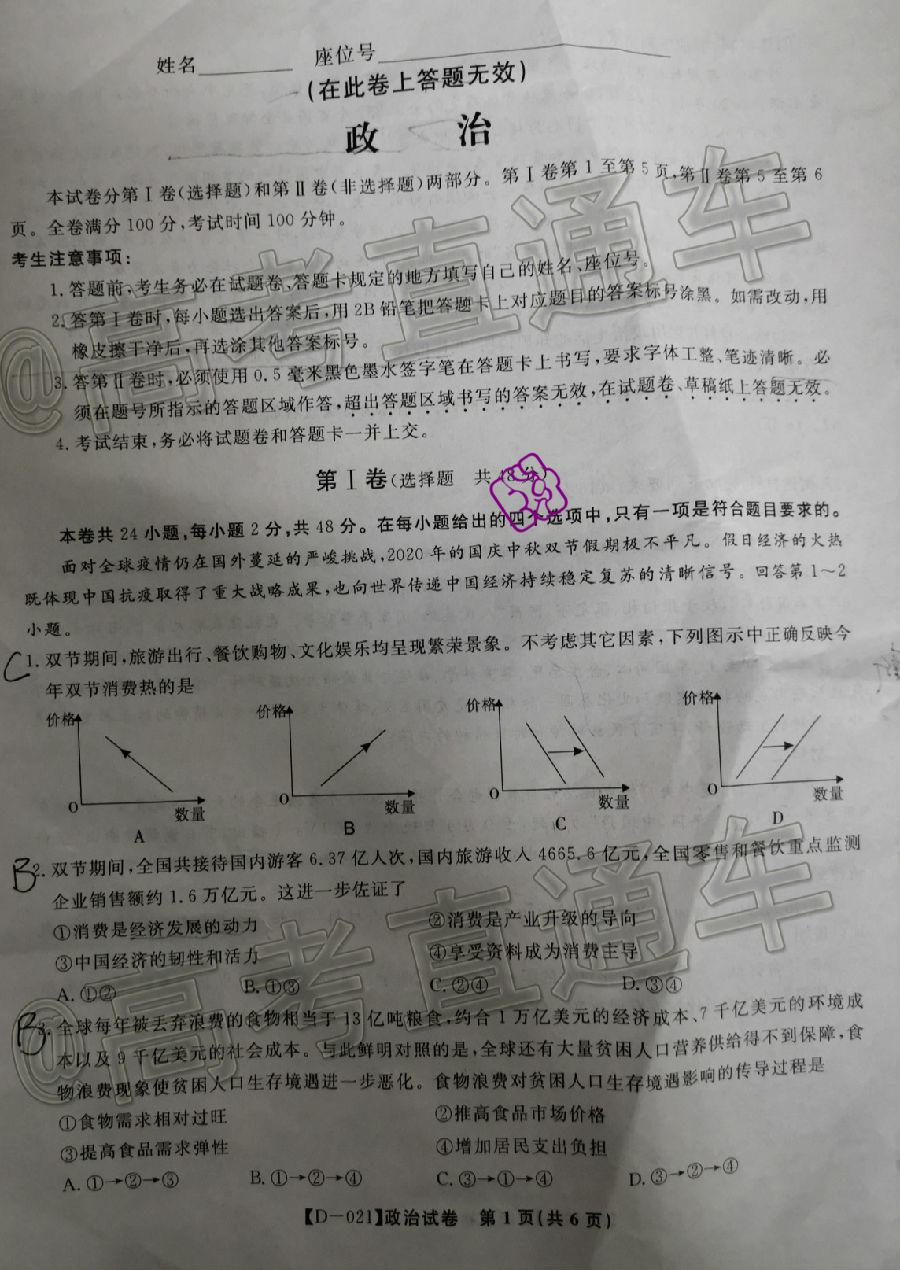 姓名 座位号
(在此卷上答题无效)
政 治
本试卷分第Ⅰ卷(选择题)和第Ⅱ卷(非选择题)两部分。第Ⅰ卷第1至第5页,第Ⅱ卷第5至第6
页。全卷满分100分,考试时间100分钟。
考生注意事项:
1.答题前,考生务必在试题卷、答题卡规定的地方填写自己的姓名、座位号。
2.答第Ⅰ卷时,每小题选出答案后,用2B铅笔把答题卡上对应题目的答案标号涂黑。如需改动,用
橡皮擦干净后,再选涂其他答案标号。
3.答第Ⅱ卷时,必须使用0.5毫米黑色墨水签字笔在答题卡上书写,要求字体工整、笔迹清晰。必
须在题号所指示的答题区域作答,超出答题区域书写的答案无效,在试题卷、草稿纸上答题无效。
4.考试结束,务必将试题卷和答题卡一并上交。
第Ⅰ卷(选择题 共48分)
本卷共24小题,每小题2分,共48分。在每小题给出的四个选项中,只有一项是符合题目要求的。
面对全球疫情仍在国外蔓延的严峻挑战,2020年的国庆中秋双节假期极不平凡。假日经济的火热
既体现中国抗疫取得了重大战略成果,也向世界传递中国经济持续稳定复苏的清晰信号。回答第1~2
小题。
C 1.双节期间,旅游出行、餐饮购物、文化娱乐均呈现繁荣景象。不考虑其它因素,下列图示中正确反映今
年双节消费热的是
价格 价格 价格 价格
O 数量 O 数量 O 数量 O 数量
A B C D
B 2.双节期间,全国共接待国内游客6.37亿人次,国内旅游收入4665.6亿元,全国零售和餐饮重点监测
企业销售额约1.6万亿元。这进一步佐证了
①消费是经济发展的动力 ②消费是产业升级的导向
③中国经济的韧性和活力 ④享受资料成为消费主导
A.①② B.①③ C.②④ D.③④
B 3.全球每年被丢弃浪费的食物相当于13亿吨粮食,约合1万亿美元的经济成本、7千亿美元的环境成
本以及9千亿美元的社会成本。与此鲜明对照的是,全球还有大量贫困人口营养供给得不到保障,食
物浪费现象使贫困人口生存境遇进一步恶化。食物浪费对贫困人口生存境遇影响的传导过程是
①食物需求相对过旺 ②推高食品市场价格
③提高食品需求弹性 ④增加居民支出负担
A.①→②→③ B.①→②→④ C.③→①→④ D.③→②→④
【D-021】政治试卷 第1页(共6页)
@高考直通车
@高考直通车